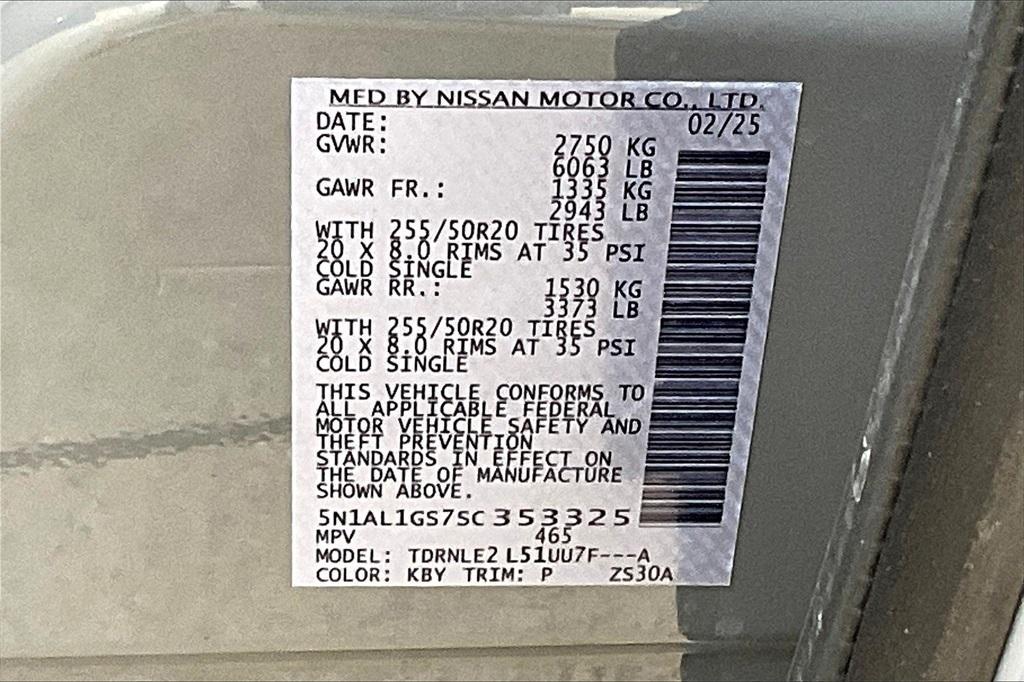 MFD BY NISSAN MOTOR CO., LTD.
DATE: 02/25
GVWR: 2750 KG
6063 LB
GAWR FR.: 1335 KG
2943 LB
WITH 255/50R20 TIRES
20 X 8.0 RIMS AT 35 PSI
COLD SINGLE
GAWR RR.: 1530 KG
3373 LB
WITH 255/50R20 TIRES
20 X 8.0 RIMS AT 35 PSI
COLD SINGLE
THIS VEHICLE CONFORMS TO
ALL APPLICABLE FEDERAL
MOTOR VEHICLE SAFETY AND
THEFT PREVENTION
STANDARDS IN EFFECT ON
THE DATE OF MANUFACTURE
SHOWN ABOVE.
5N1AL1GS7SC353325
MPV 465
MODEL: TDRNLE2 L51UU7F---A
COLOR: KBY TRIM: P ZS30A